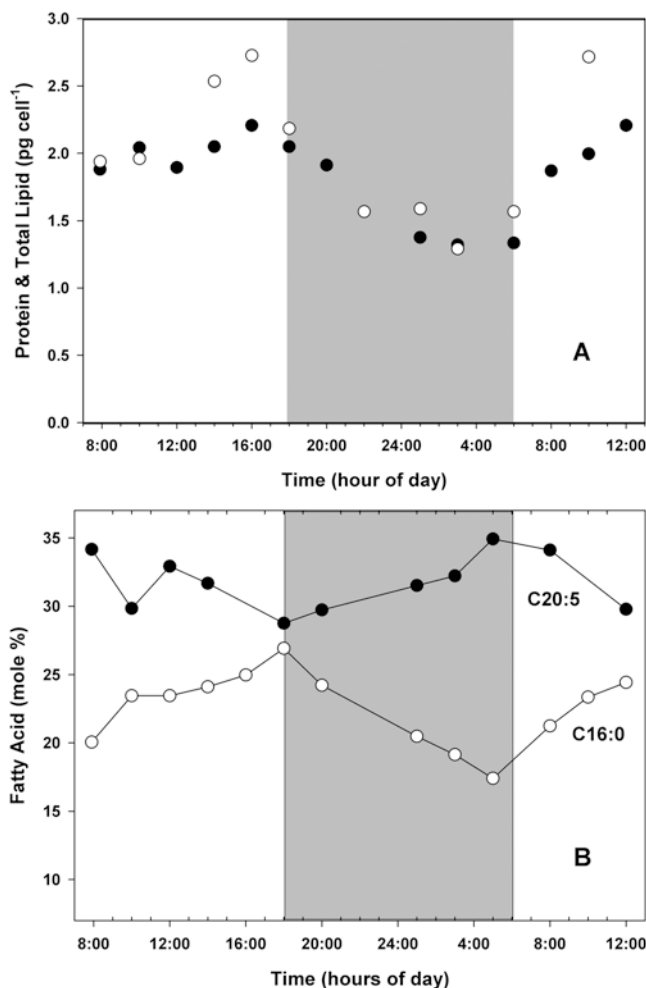 Protein & Total Lipid (pg cell⁻¹)
3.0
2.5
2.0
1.5
1.0
0.5
0.0
A
8:00 12:00 16:00 20:00 24:00 4:00 8:00 12:00
Time (hour of day)
Fatty Acid (mole %)
35
30
25
20
15
10
C20:5
C16:0
B
8:00 12:00 16:00 20:00 24:00 4:00 8:00 12:00
Time (hours of day)